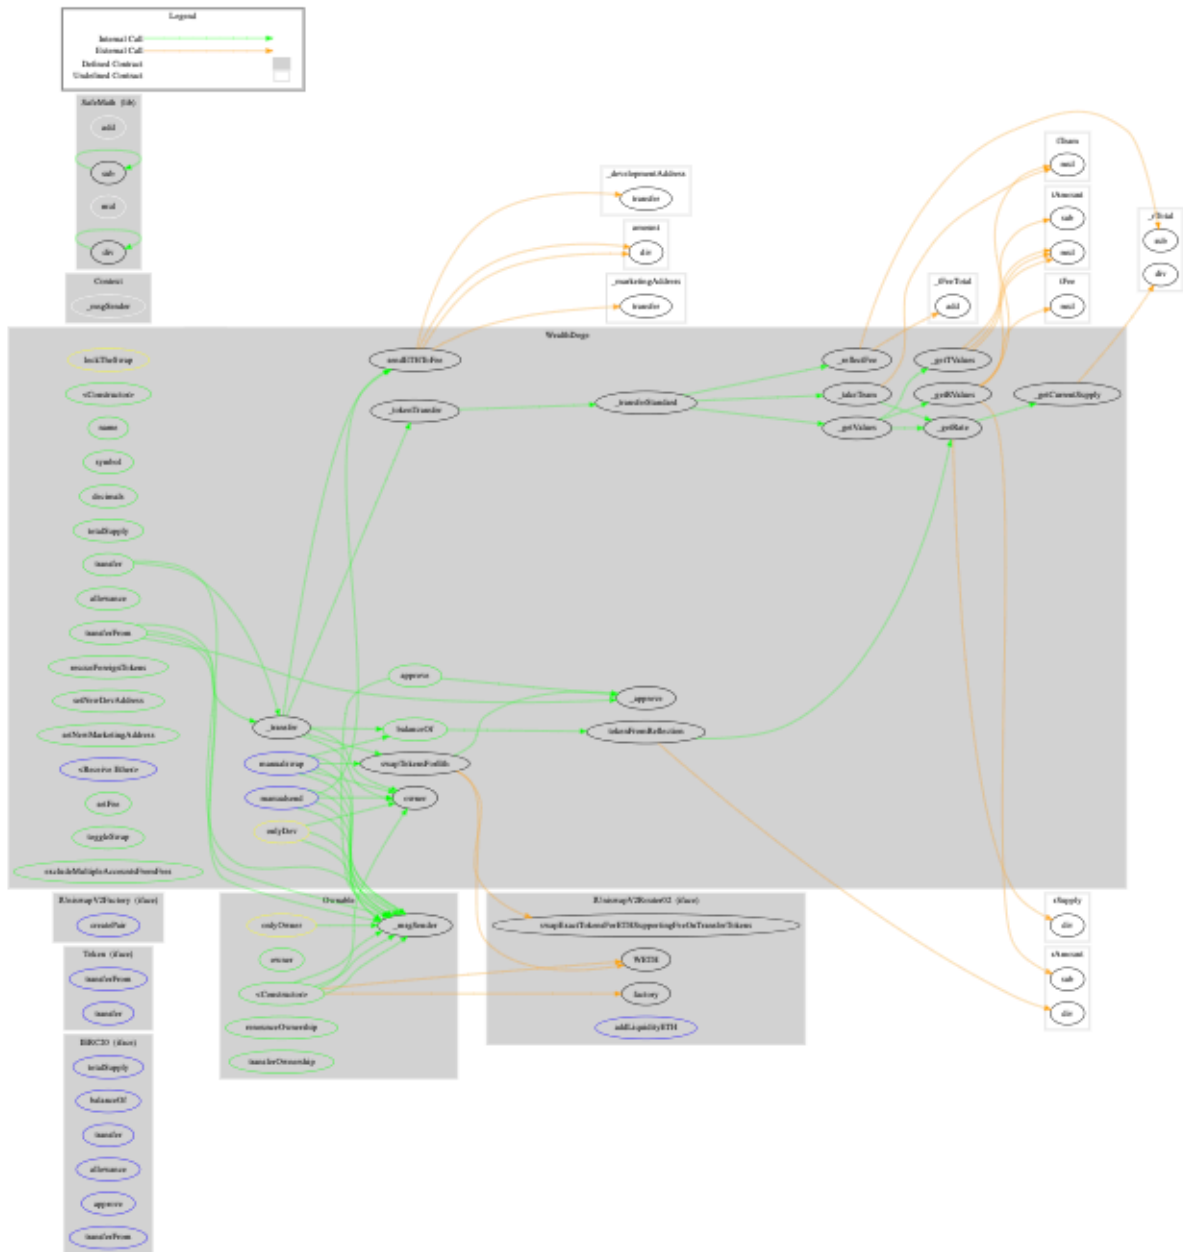 Legend
Internal Call
External Call
Defined Contract
Undefined Contract
SafeMath (lib)
add
sub
mul
div
Context
_msgSender
_developmentAddress
transfer
amount
div
_marketingAddress
transfer
_tFeeTotal
add
tTeam
mul
tAmount
sub
mul
tFee
mul
_rTotal
sub
div
WealthDoge
lockTheSwap
<Constructor>
name
symbol
decimals
totalSupply
transfer
allowance
transferFrom
rescueForeignTokens
setNewDevAddress
setNewMarketingAddress
<Receive Ether>
setFee
toggleSwap
excludeMultipleAccountsFromFees
_transfer
manualswap
manualsend
onlyDev
sendETHToFee
_tokenTransfer
approve
balanceOf
swapTokensForEth
owner
_transferStandard
_approve
tokenFromReflection
_reflectFee
_takeTeam
_getValues
_getTValues
_getRValues
_getRate
_getCurrentSupply
IUniswapV2Factory (iface)
createPair
Token (iface)
transferFrom
transfer
IERC20 (iface)
totalSupply
balanceOf
transfer
allowance
approve
transferFrom
Ownable
onlyOwner
owner
<Constructor>
renounceOwnership
transferOwnership
_msgSender
IUniswapV2Router02 (iface)
swapExactTokensForETHSupportingFeeOnTransferTokens
WETH
factory
addLiquidityETH
rSupply
div
rAmount
sub
div